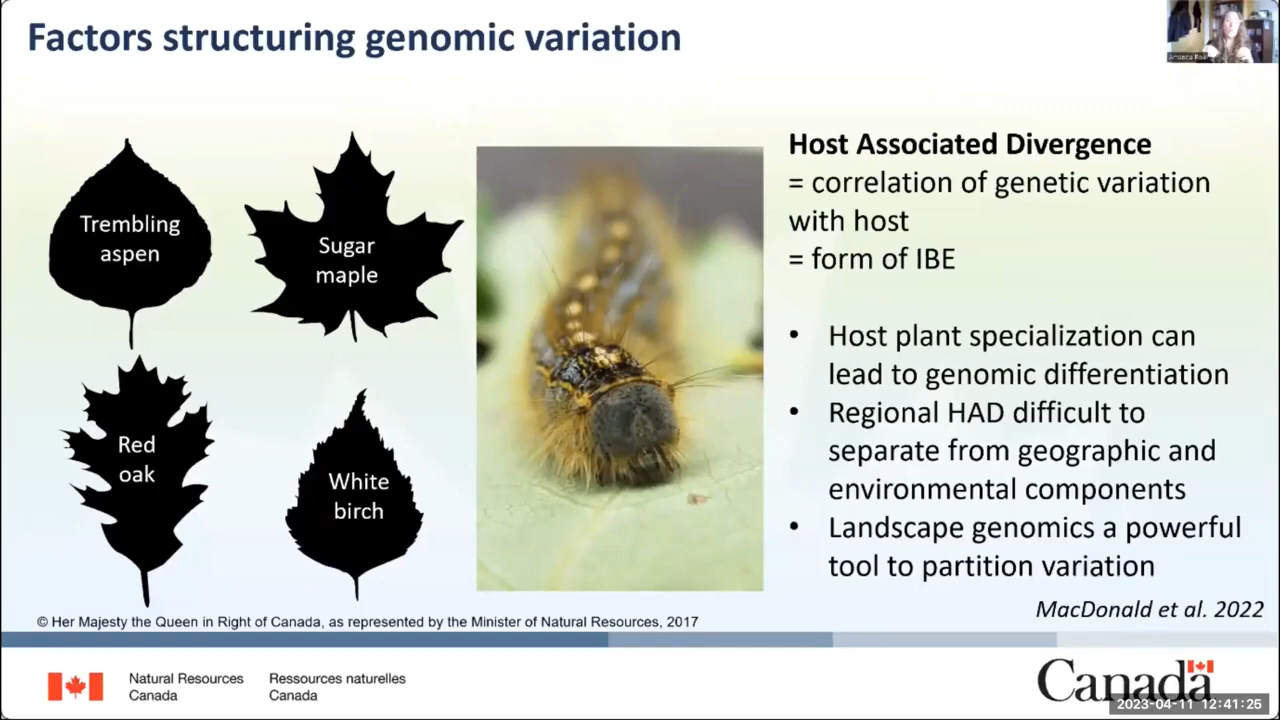 Factors structuring genomic variation
Trembling
aspen
Sugar
maple
Red
oak
White
birch
Host Associated Divergence
= correlation of genetic variation
with host
= form of IBE
• Host plant specialization can
lead to genomic differentiation
• Regional HAD difficult to
separate from geographic and
environmental components
• Landscape genomics a powerful
tool to partition variation
MacDonald et al. 2022
© Her Majesty the Queen in Right of Canada, as represented by the Minister of Natural Resources, 2017
Natural Resources
Canada
Ressources naturelles
Canada
Canada
2023-04-11 12:41:26